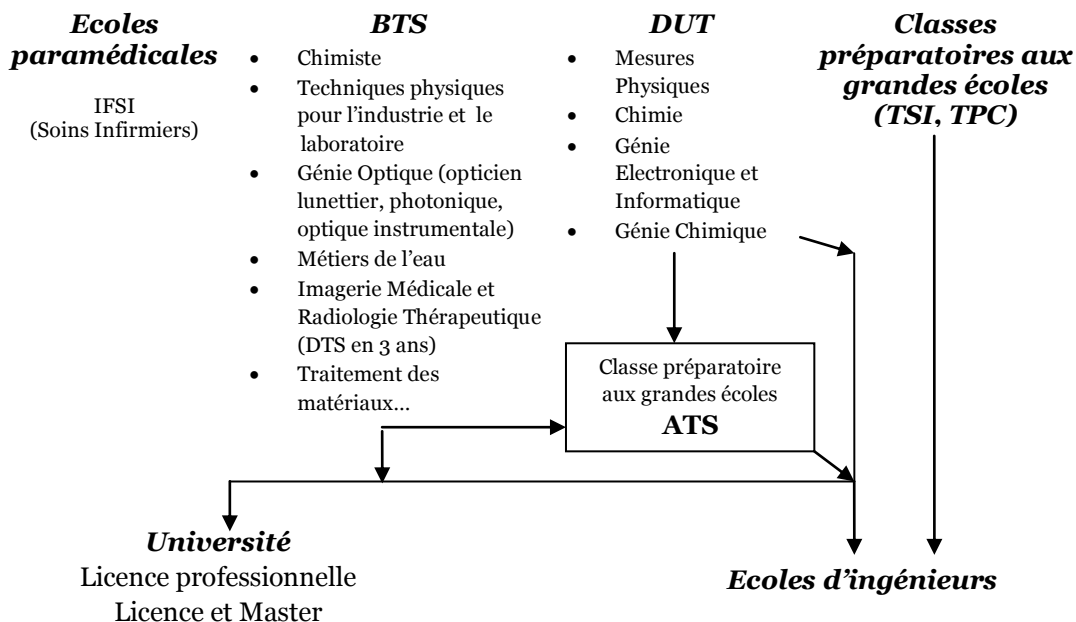 Ecoles
paramédicales
IFSI
(Soins Infirmiers)
BTS
• Chimiste
• Techniques physiques
pour l’industrie et le
laboratoire
• Génie Optique (opticien
lunettier, photonique,
optique instrumentale)
• Métiers de l’eau
• Imagerie Médicale et
Radiologie Thérapeutique
(DTS en 3 ans)
• Traitement des
matériaux…
DUT
• Mesures
Physiques
• Chimie
• Génie
Electronique et
Informatique
• Génie Chimique
Classes
préparatoires aux
grandes écoles
(TSI, TPC)
Classe préparatoire
aux grandes écoles
ATS
Université
Licence professionnelle
Licence et Master
Ecoles d’ingénieurs